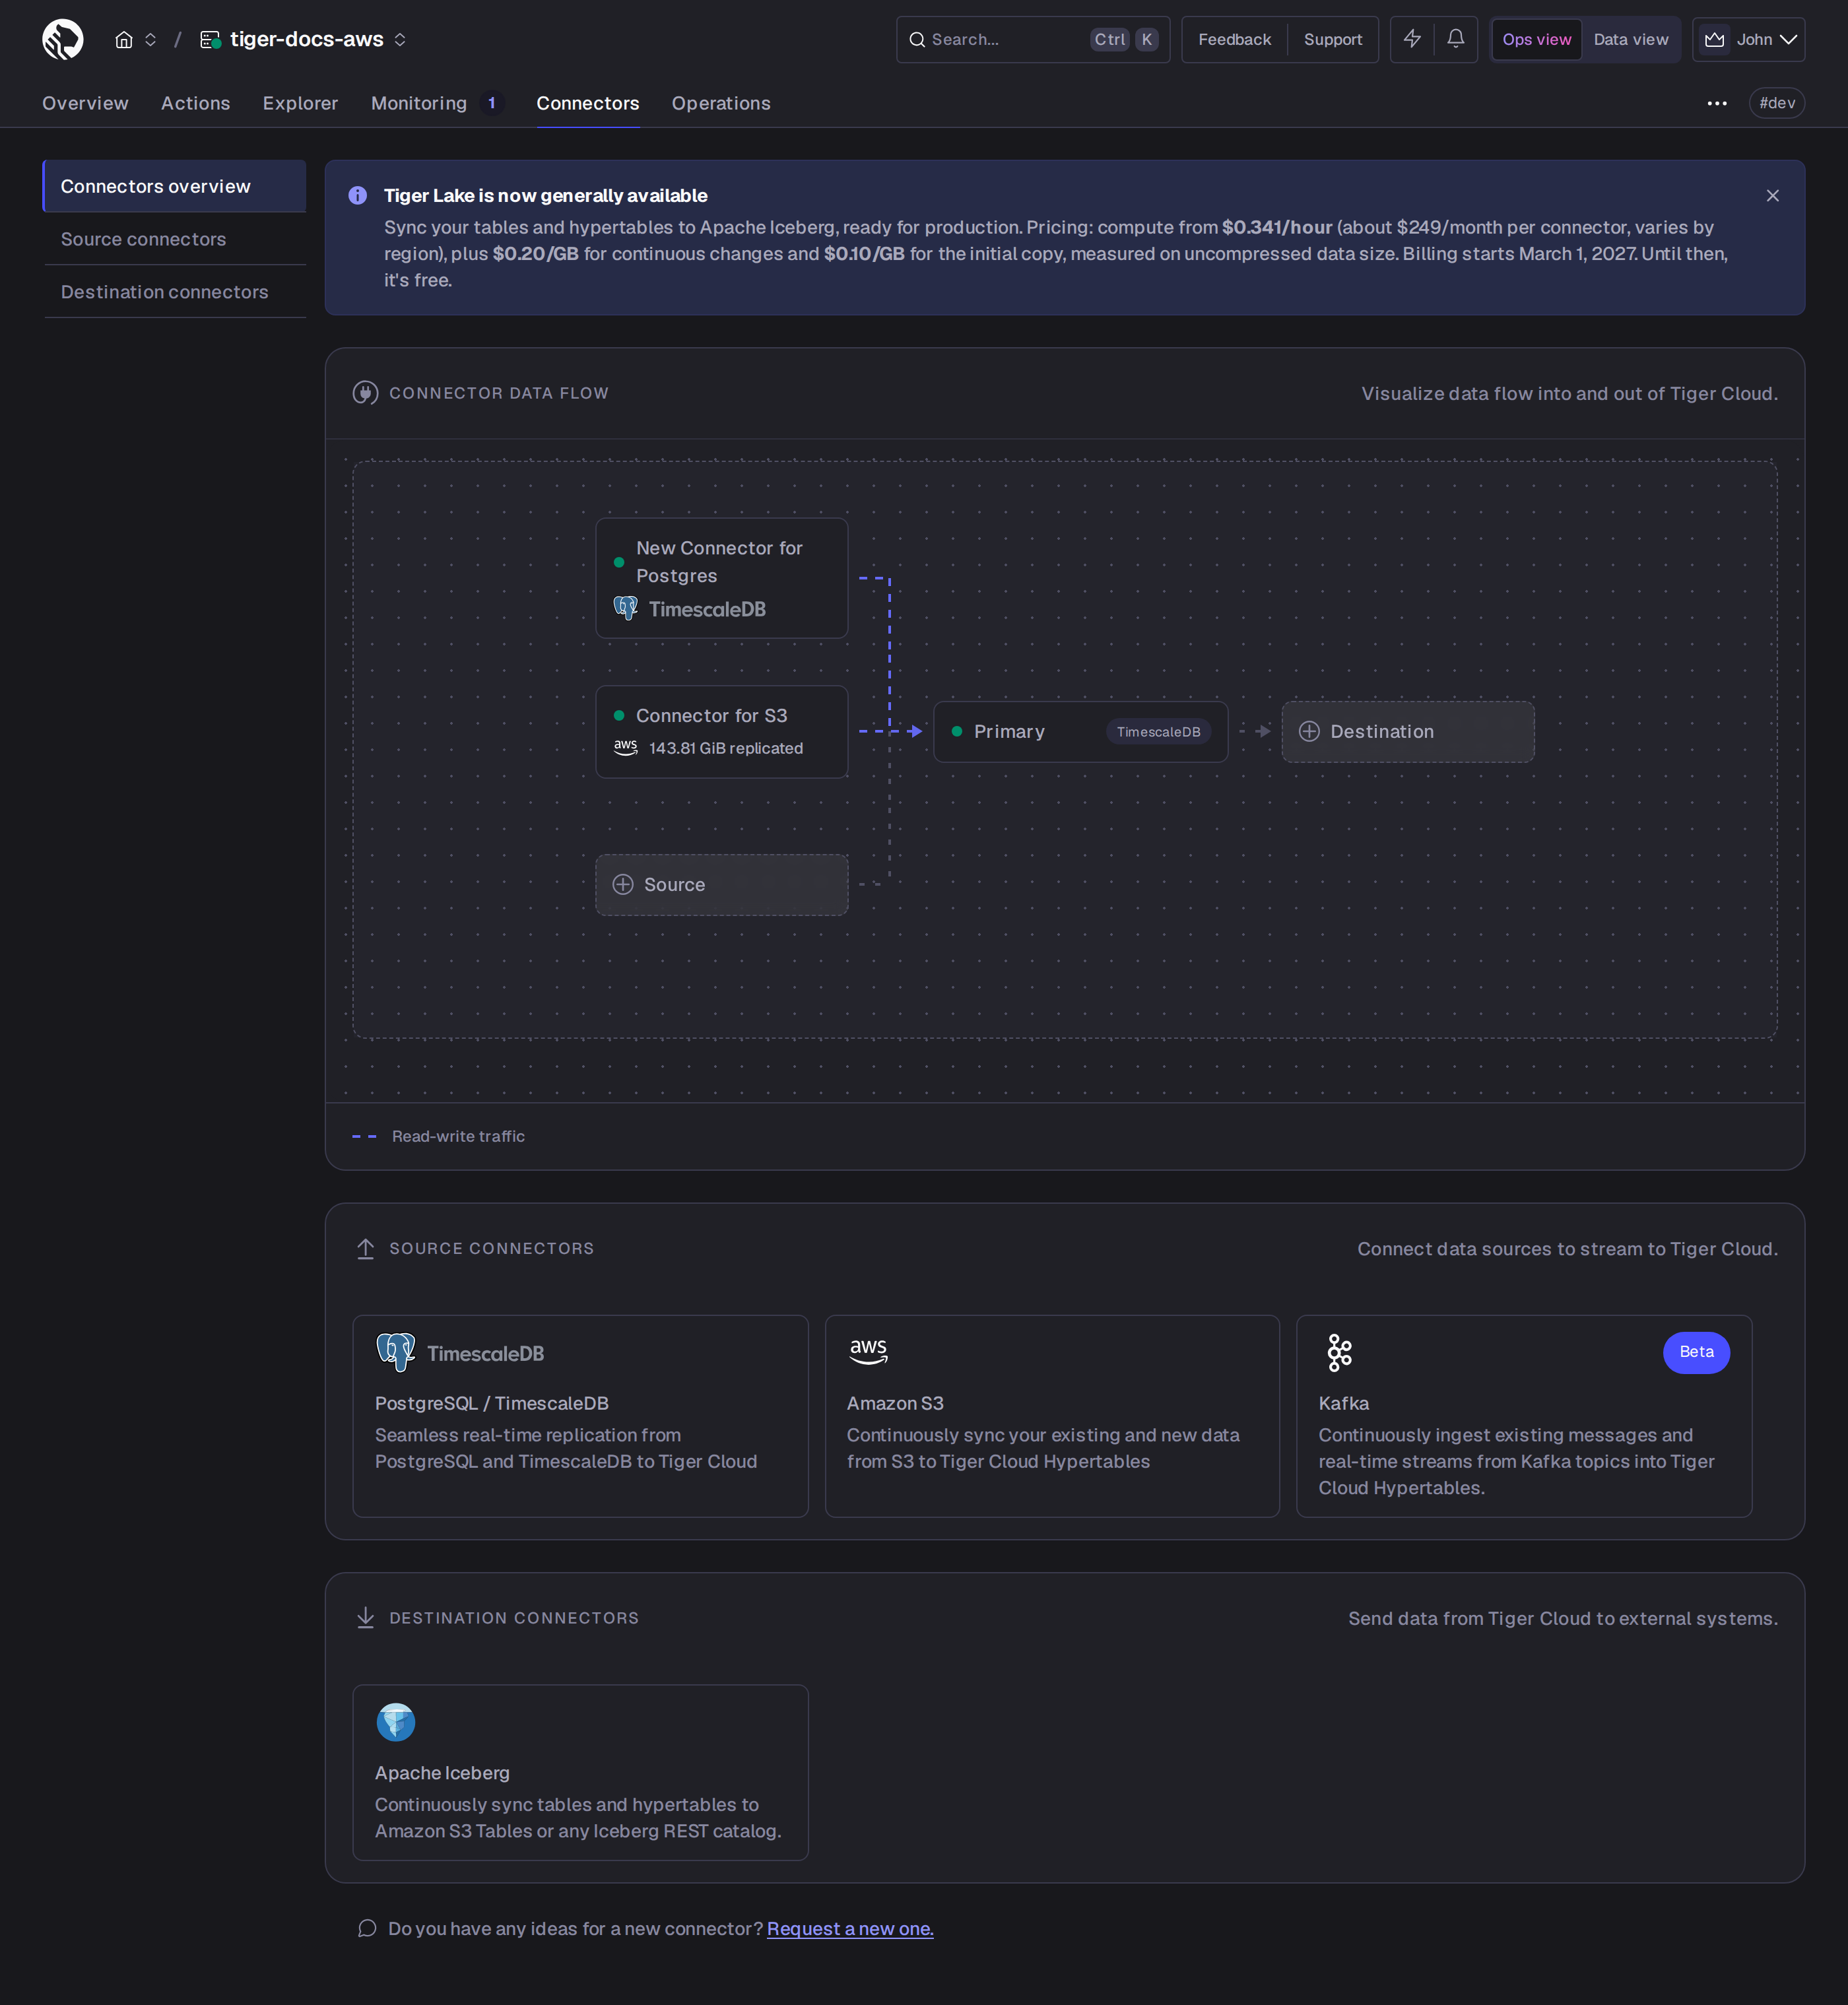 / tiger-docs-aws
Search... Ctrl K
Feedback Support
Ops view Data view
John
Overview Actions Explorer Monitoring 1 Connectors Operations
#dev
Connectors overview
Source connectors
Destination connectors
Tiger Lake is now generally available
Sync your tables and hypertables to Apache Iceberg, ready for production. Pricing: compute from $0.341/hour (about $249/month per connector, varies by
region), plus $0.20/GB for continuous changes and $0.10/GB for the initial copy, measured on uncompressed data size. Billing starts March 1, 2027. Until then,
it's free.
CONNECTOR DATA FLOW
Visualize data flow into and out of Tiger Cloud.
New Connector for
Postgres
TimescaleDB
Connector for S3
aws 143.81 GiB replicated
Primary TimescaleDB
Destination
Source
Read-write traffic
SOURCE CONNECTORS
Connect data sources to stream to Tiger Cloud.
TimescaleDB
PostgreSQL / TimescaleDB
Seamless real-time replication from
PostgreSQL and TimescaleDB to Tiger Cloud
aws
Amazon S3
Continuously sync your existing and new data
from S3 to Tiger Cloud Hypertables
Beta
Kafka
Continuously ingest existing messages and
real-time streams from Kafka topics into Tiger
Cloud Hypertables.
DESTINATION CONNECTORS
Send data from Tiger Cloud to external systems.
Apache Iceberg
Continuously sync tables and hypertables to
Amazon S3 Tables or any Iceberg REST catalog.
Do you have any ideas for a new connector? Request a new one.